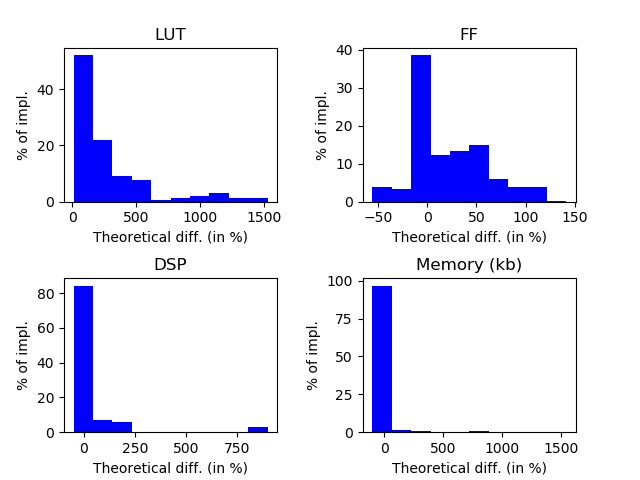 LUT
% of impl.
40
20
0
0
500
1000
1500
Theoretical diff. (in %)
FF
% of impl.
40
30
20
10
0
−50
0
50
100
150
Theoretical diff. (in %)
DSP
% of impl.
80
60
40
20
0
0
250
500
750
Theoretical diff. (in %)
Memory (kb)
% of impl.
100
75
50
25
0
0
500
1000
1500
Theoretical diff. (in %)